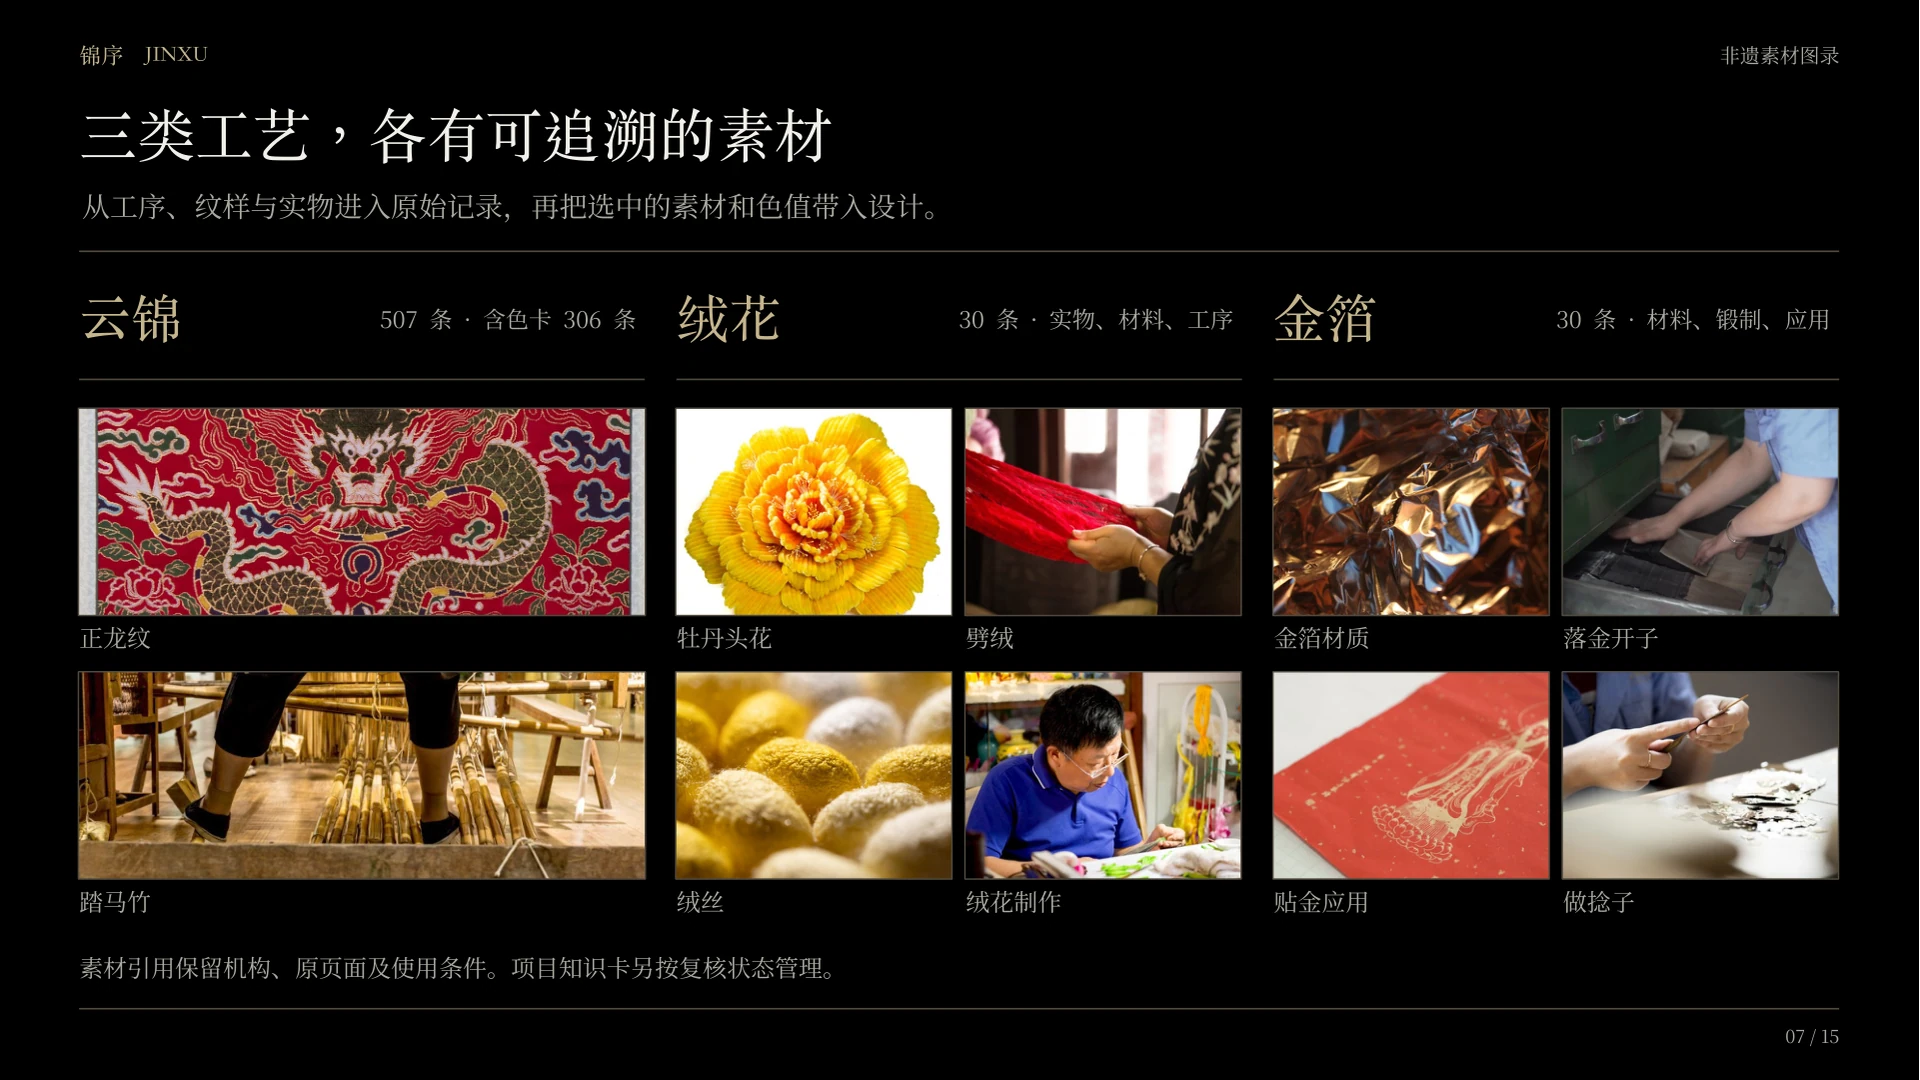 锦序 JINXU
非遗素材图录
三类工艺，各有可追溯的素材
从工序、纹样与实物进入原始记录，再把选中的素材和色值带入设计。
云锦
507 条 · 含色卡 306 条
绒花
30 条 · 实物、材料、工序
金箔
30 条 · 材料、锻制、应用
正龙纹
牡丹头花
劈绒
金箔材质
落金开子
踏马竹
绒丝
绒花制作
贴金应用
做捻子
素材引用保留机构、原页面及使用条件。项目知识卡另按复核状态管理。
07 / 15